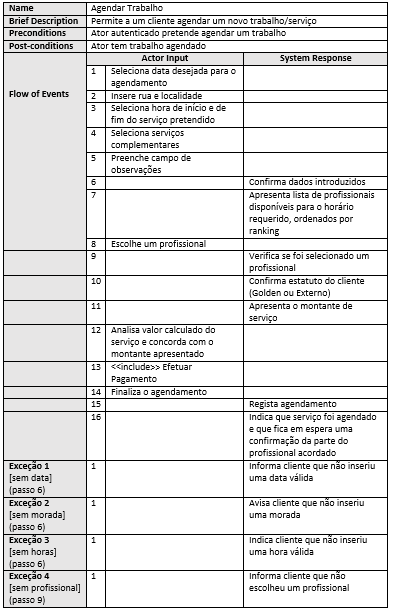 Name Agendar Trabalho
Brief Description Permite a um cliente agendar um novo trabalho/serviço
Preconditions Ator autenticado pretende agendar um trabalho
Post-conditions Ator tem trabalho agendado
Flow of Events
Actor Input System Response
1 Seleciona data desejada para o
agendamento
2 Insere rua e localidade
3 Seleciona hora de início e de
fim do serviço pretendido
4 Seleciona serviços
complementares
5 Preenche campo de
observações
6 Confirma dados introduzidos
7 Apresenta lista de profissionais
disponíveis para o horário
requerido, ordenados por
ranking
8 Escolhe um profissional
9 Verifica se foi selecionado um
profissional
10 Confirma estatuto do cliente
(Golden ou Externo)
11 Apresenta o montante de
serviço
12 Analisa valor calculado do
serviço e concorda com o
montante apresentado
13 <<include>> Efetuar
Pagamento
14 Finaliza o agendamento
15 Regista agendamento
16 Indica que serviço foi agendado
e que fica em espera uma
confirmação da parte do
profissional acordado
Exceção 1
[sem data]
(passo 6)
1 Informa cliente que não inseriu
uma data válida
Exceção 2
[sem morada]
(passo 6)
1 Avisa cliente que não inseriu
uma morada
Exceção 3
[sem horas]
(passo 6)
1 Indica cliente que não inseriu
uma hora válida
Exceção 4
[sem profissional]
(passo 9)
1 Informa cliente que não
escolheu um profissional